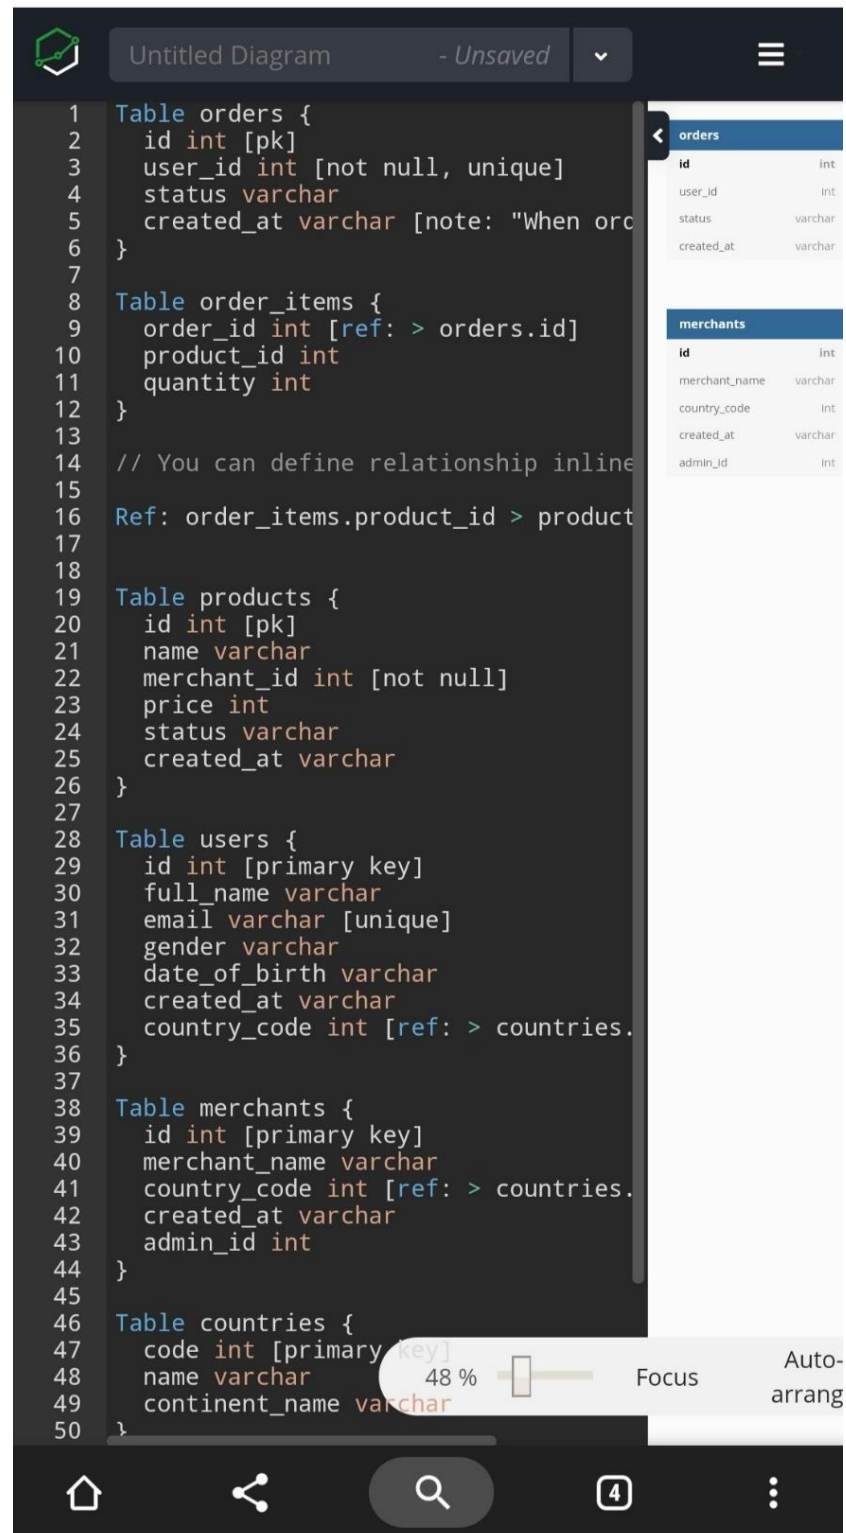 Untitled Diagram - Unsaved
1 Table orders {
2 id int [pk]
3 user_id int [not null, unique]
4 status varchar
5 created_at varchar [note: "When ord
6 }
7
8 Table order_items {
9 order_id int [ref: > orders.id]
10 product_id int
11 quantity int
12 }
13
14 // You can define relationship inline
15
16 Ref: order_items.product_id > product
17
18
19 Table products {
20 id int [pk]
21 name varchar
22 merchant_id int [not null]
23 price int
24 status varchar
25 created_at varchar
26 }
27
28 Table users {
29 id int [primary key]
30 full_name varchar
31 email varchar [unique]
32 gender varchar
33 date_of_birth varchar
34 created_at varchar
35 country_code int [ref: > countries.
36 }
37
38 Table merchants {
39 id int [primary key]
40 merchant_name varchar
41 country_code int [ref: > countries.
42 created_at varchar
43 admin_id int
44 }
45
46 Table countries {
47 code int [primary key]
48 name varchar
49 continent_name varchar
50 }
orders
id int
user_id int
status varchar
created_at varchar
merchants
id int
merchant_name varchar
country_code int
created_at varchar
admin_id int
48 %
Focus
Auto-
arrang
4